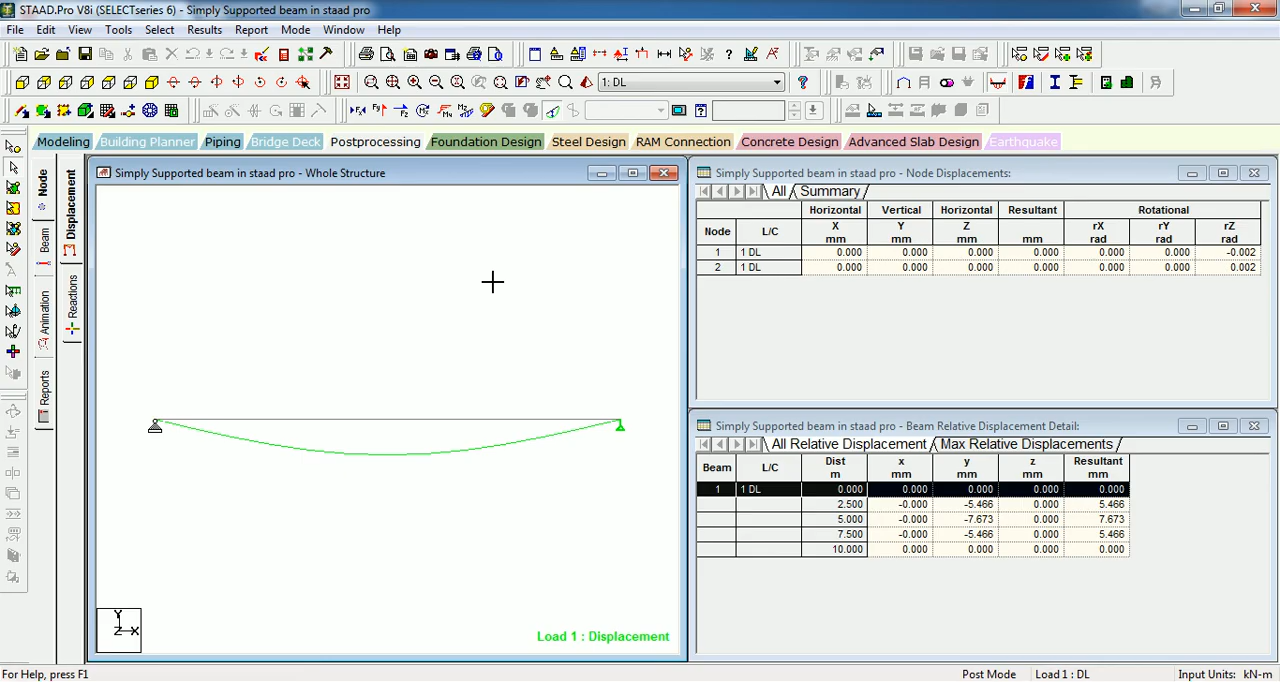 STAAD.Pro V8i (SELECTseries 6) - Simply Supported beam in staad pro
File Edit View Tools Select Results Report Mode Window Help
1: DL
Modeling Building Planner Piping Bridge Deck Postprocessing Foundation Design Steel Design RAM Connection Concrete Design Advanced Slab Design Earthquake
Node
Beam
Animation
Reports
Displacement
Reactions
Simply Supported beam in staad pro - Whole Structure
Y
Z X
Load 1 : Displacement
Simply Supported beam in staad pro - Node Displacements:
All Summary
Horizontal Vertical Horizontal Resultant Rotational
Node L/C X mm Y mm Z mm mm rX rad rY rad rZ rad
1 1 DL 0.000 0.000 0.000 0.000 0.000 0.000 -0.002
2 1 DL 0.000 0.000 0.000 0.000 0.000 0.000 0.002
Simply Supported beam in staad pro - Beam Relative Displacement Detail:
All Relative Displacement Max Relative Displacements
Beam L/C Dist m x mm y mm z mm Resultant mm
1 1 DL 0.000 0.000 0.000 0.000 0.000
2.500 -0.000 -5.466 0.000 5.466
5.000 -0.000 -7.673 0.000 7.673
7.500 -0.000 -5.466 0.000 5.466
10.000 0.000 0.000 0.000 0.000
For Help, press F1 Post Mode Load 1 : DL Input Units: kN-m